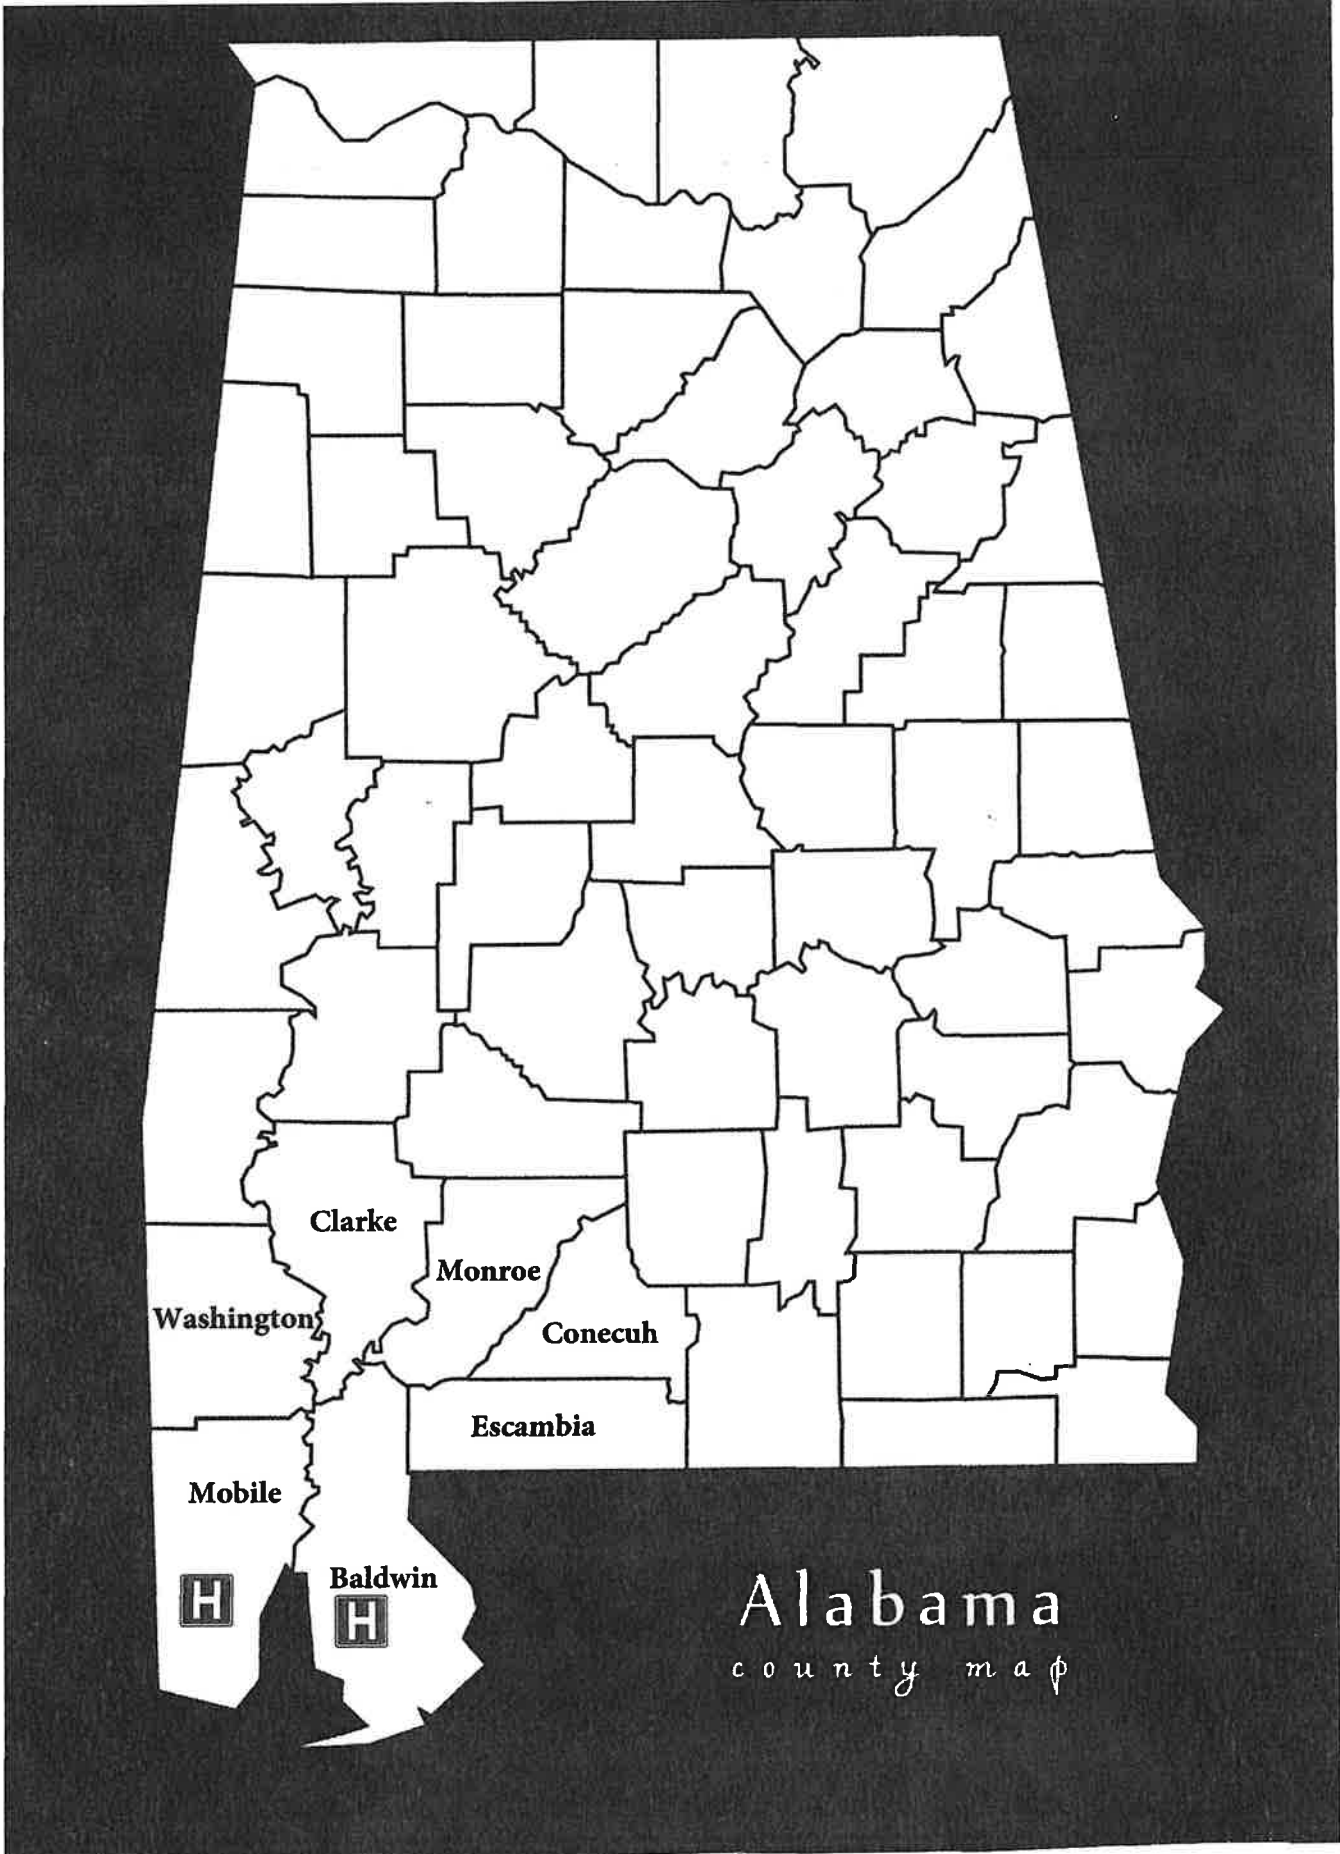 Clarke
Monroe
Washington
Conecuh
Escambia
Mobile
Baldwin
H
H
Alabama
county map